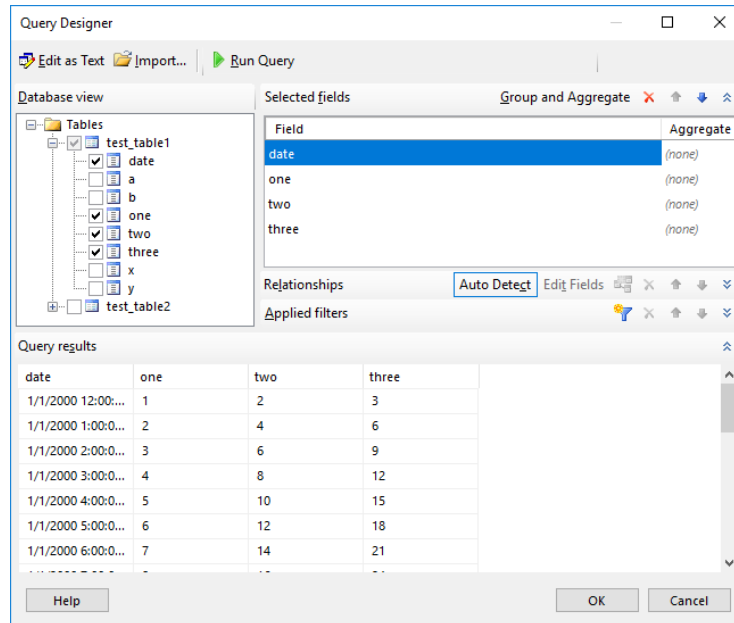 Query Designer
Edit as Text Import... Run Query
Database view
Tables
test_table1
date
a
b
one
two
three
x
y
test_table2
Selected fields Group and Aggregate
Field Aggregate
date (none)
one (none)
two (none)
three (none)
Relationships Auto Detect Edit Fields
Applied filters
Query results
date one two three
1/1/2000 12:00:... 1 2 3
1/1/2000 1:00:0... 2 4 6
1/1/2000 2:00:0... 3 6 9
1/1/2000 3:00:0... 4 8 12
1/1/2000 4:00:0... 5 10 15
1/1/2000 5:00:0... 6 12 18
1/1/2000 6:00:0... 7 14 21
Help OK Cancel